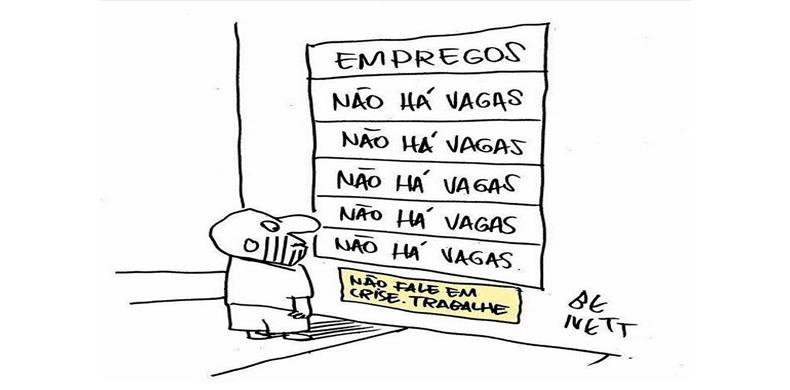 EMPREGOS
NÃO HÁ VAGAS
NÃO HÁ VAGAS
NÃO HÁ VAGAS
NÃO HÁ VAGAS
NÃO HÁ VAGAS.
NÃO FALE EM
CRISE. TRAGALHE
BE
NETT